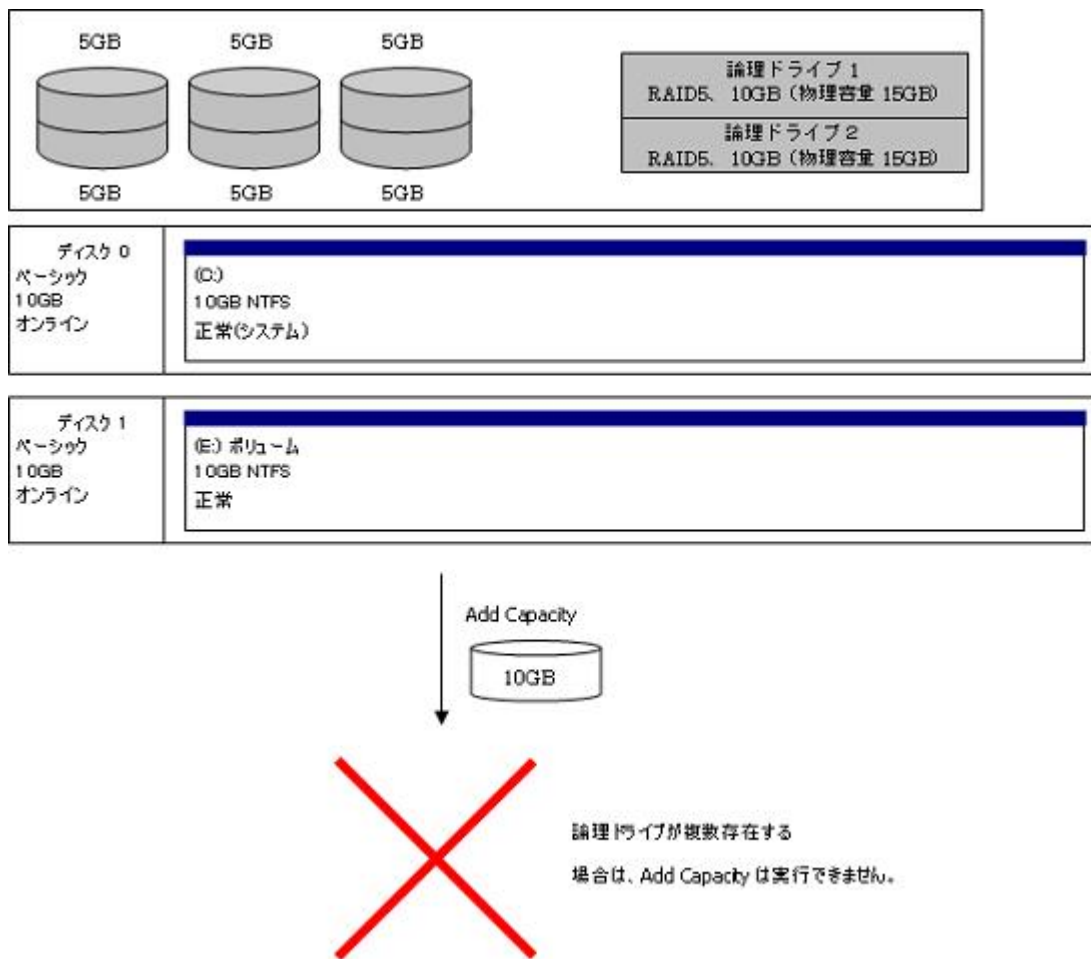 5GB 5GB 5GB
論理ドライブ 1
RAID5、 10GB（物理容量 15GB）
論理ドライブ 2
RAID5、 10GB（物理容量 15GB）
5GB 5GB 5GB
ディスク 0
ベーシック
10GB
オンライン
(C:)
10GB NTFS
正常(システム)
ディスク 1
ベーシック
10GB
オンライン
(E:) ボリューム
10GB NTFS
正常
Add Capacity
10GB
論理ドライブが複数存在する
場合は、Add Capacity は実行できません。